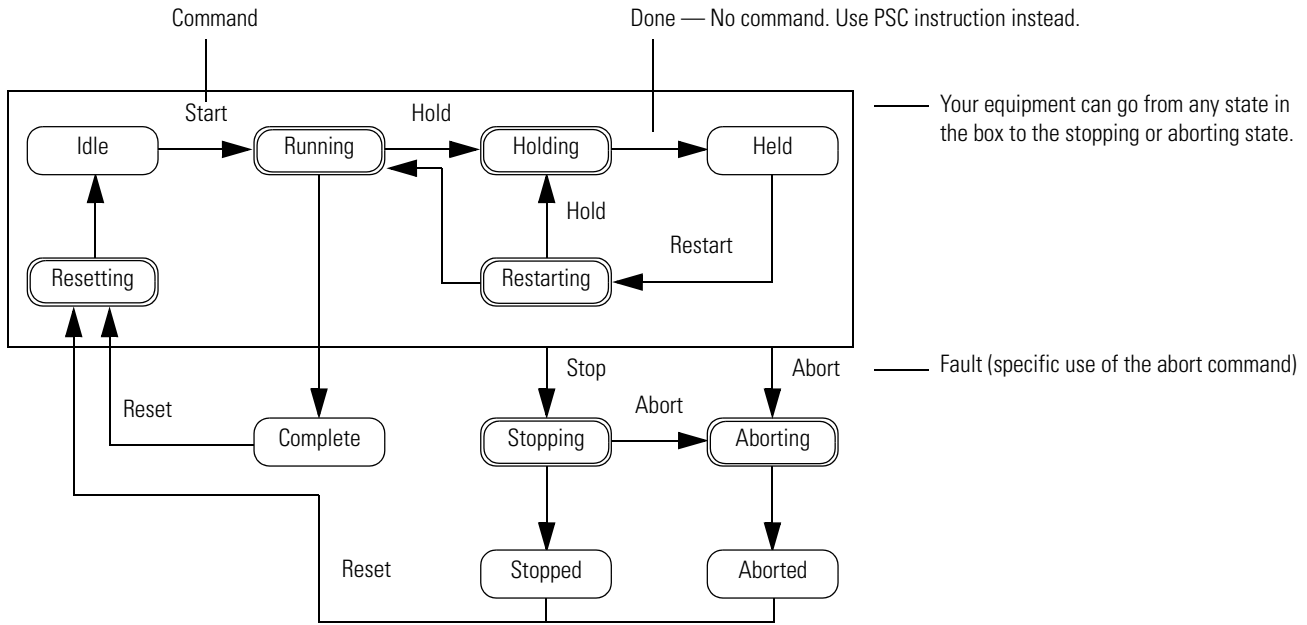 Command
Done — No command. Use PSC instruction instead.
Your equipment can go from any state in
the box to the stopping or aborting state.
Start
Hold
Idle
Running
Holding
Held
Hold
Restart
Resetting
Restarting
Stop
Abort
Fault (specific use of the abort command)
Reset
Abort
Complete
Stopping
Aborting
Reset
Stopped
Aborted